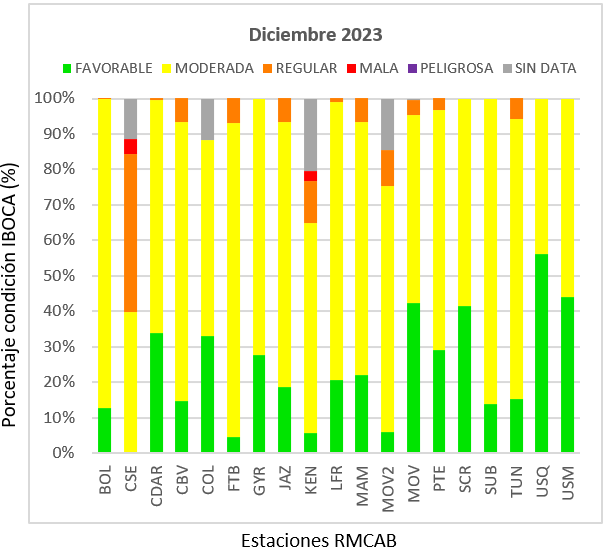 Diciembre 2023
FAVORABLE MODERADA REGULAR MALA PELIGROSA SIN DATA
Porcentaje condición IBOCA (%)
100%
90%
80%
70%
60%
50%
40%
30%
20%
10%
0%
BOL CSE CDAR CBV COL FTB GYR JAZ KEN LFR MAM MOV2 MOV PTE SCR SUB TUN USQ USM
Estaciones RMCAB